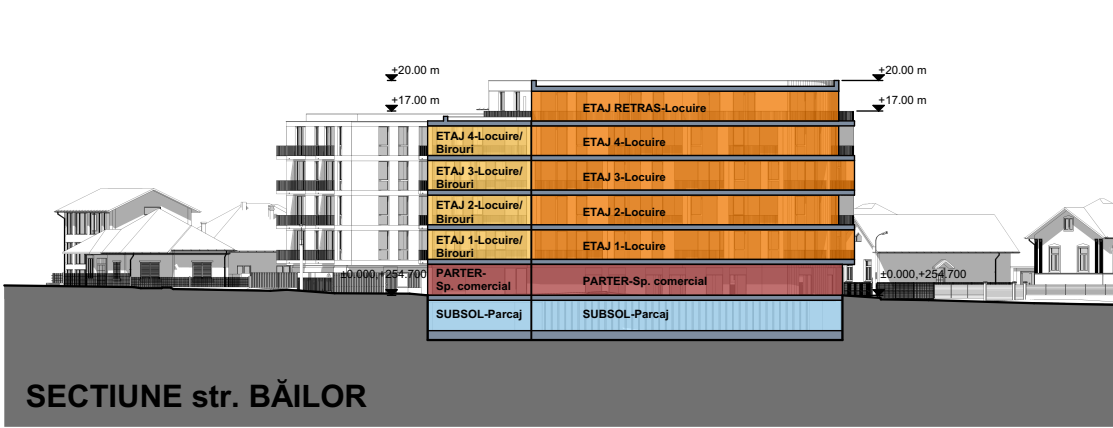 +20.00 m
+20.00 m
+17.00 m
+17.00 m
ETAJ RETRAS-Locuire
ETAJ 4-Locuire/
Birouri
ETAJ 4-Locuire
ETAJ 3-Locuire/
Birouri
ETAJ 3-Locuire
ETAJ 2-Locuire/
Birouri
ETAJ 2-Locuire
ETAJ 1-Locuire/
Birouri
ETAJ 1-Locuire
±0.000,+254,700
PARTER-
Sp. comercial
PARTER-Sp. comercial
±0.000,+254,700
SUBSOL-Parcaj
SUBSOL-Parcaj
SECTIUNE str. BĂILOR